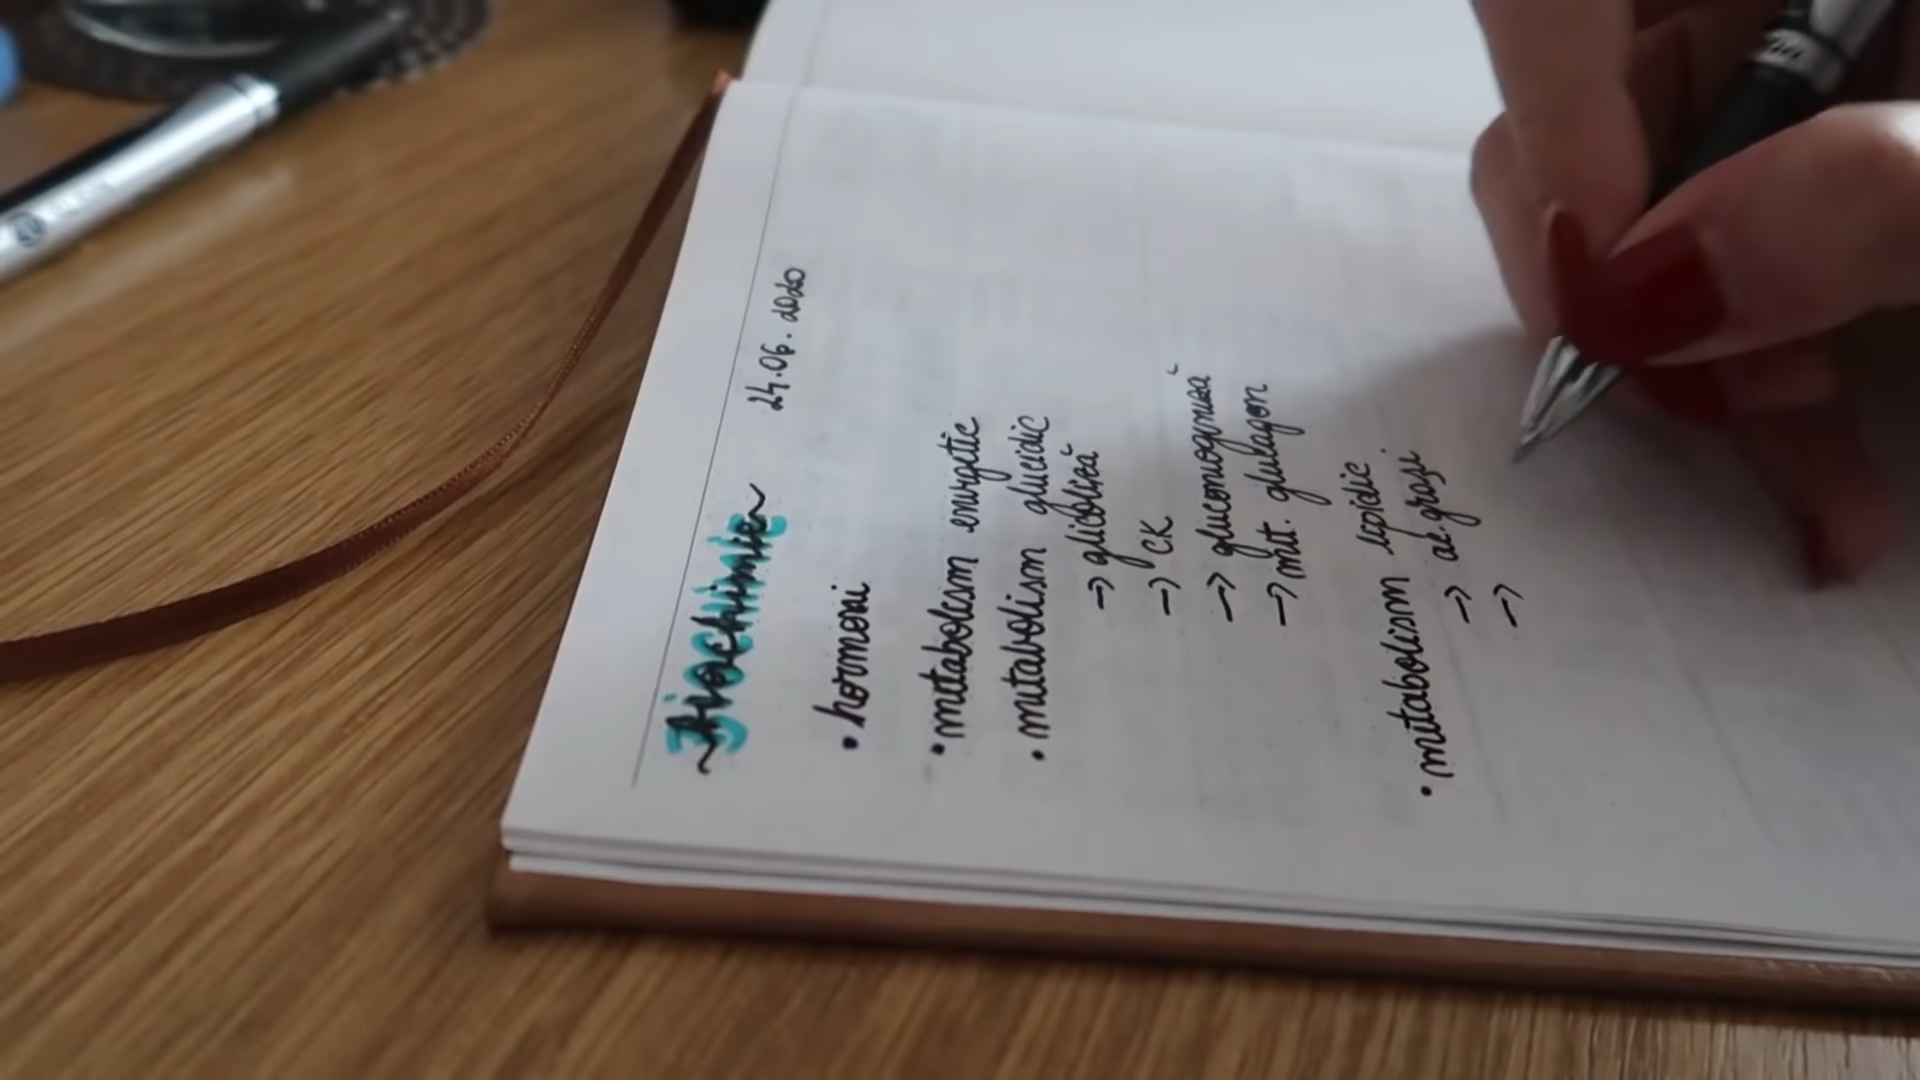 ~Biochimie~ 24.06.2020
• hormoni
• metabolism energetic
• metabolism glucidic
→ glicoliză
→ CK
→ gluconeogeneză
→ met. glucagon
• metabolism lipidic
→ ac. grași
→